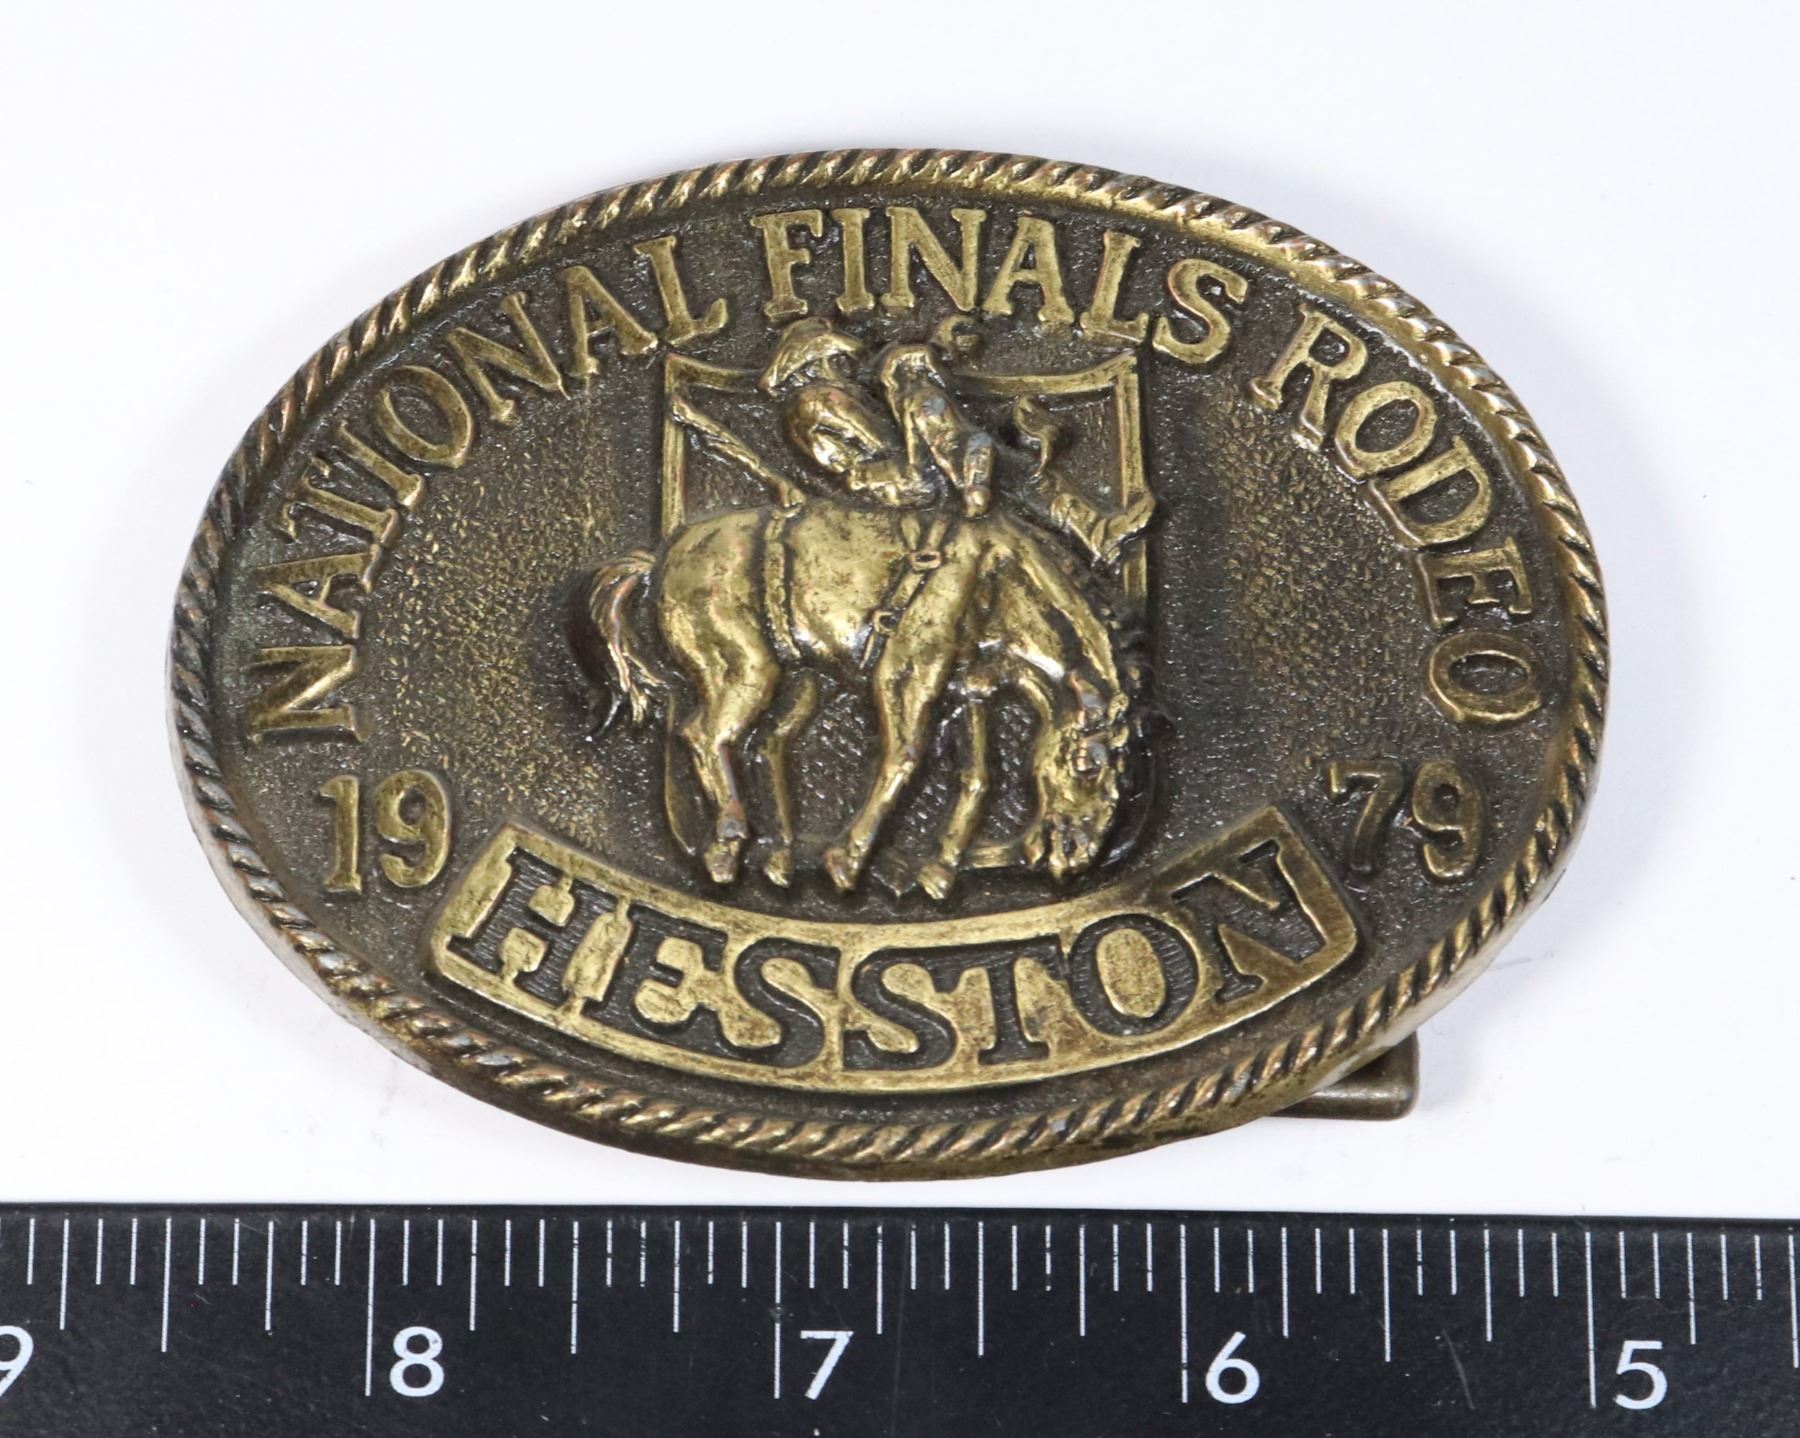 NATIONAL FINALS RODEO
19 79
HESSTON
9 8 7 6 5